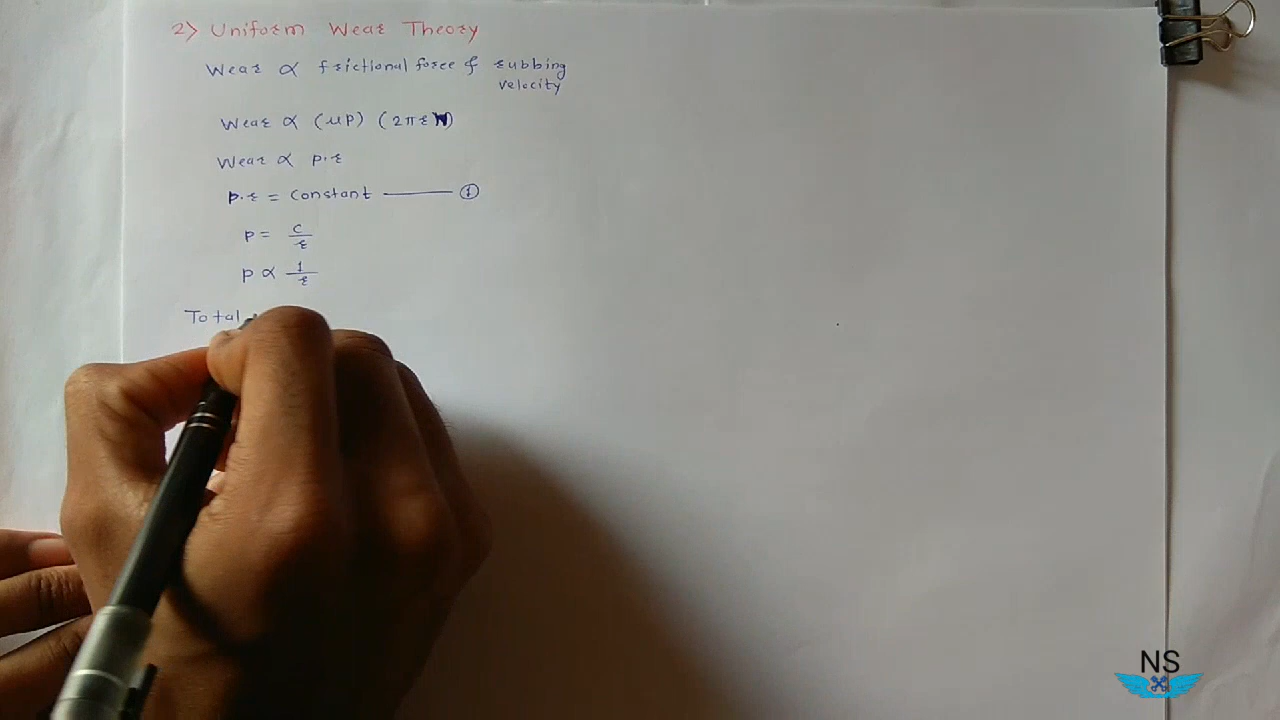 2) Uniform Wear Theory
Wear ∝ frictional force & rubbing
velocity
Wear ∝ (μP) (2πrN)
Wear ∝ p.r
p.r = constant ——— ①
p = c/r
p ∝ 1/r
Total
NS